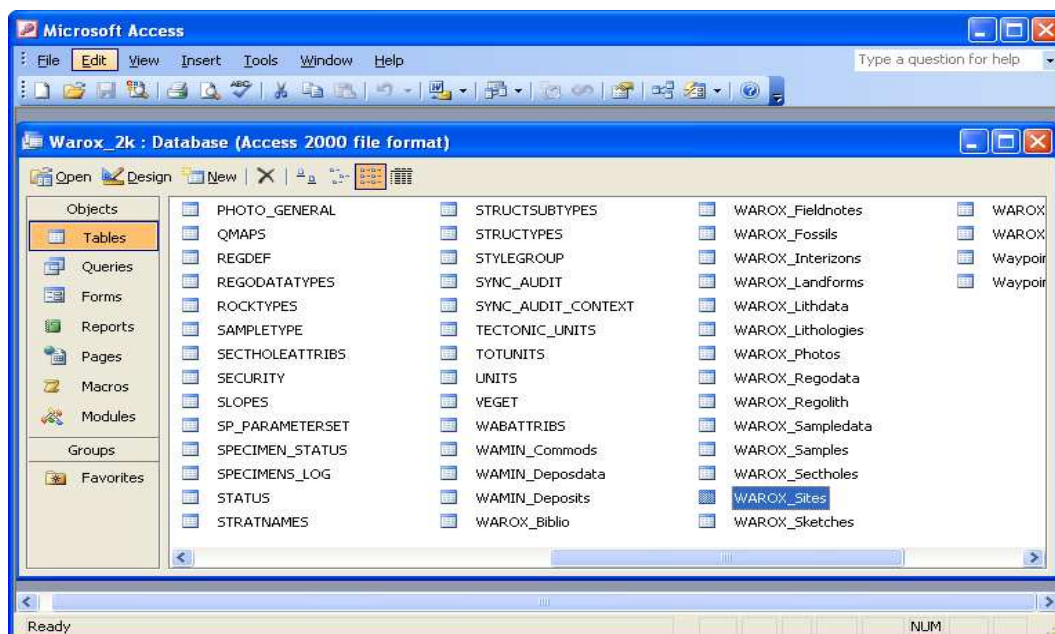 Microsoft Access
File Edit View Insert Tools Window Help
Type a question for help
Warox_2k : Database (Access 2000 file format)
Open Design New
Objects
Tables
Queries
Forms
Reports
Pages
Macros
Modules
Groups
Favorites
PHOTO_GENERAL
QMAPS
REGDEF
REGODATATYPES
ROCKTYPES
SAMPLETYPE
SECTHOLEATTRIBS
SECURITY
SLOPES
SP_PARAMETERSET
SPECIMEN_STATUS
SPECIMENS_LOG
STATUS
STRATNAMES
STRUCTSUBTYPES
STRUCTYPES
STYLEGROUP
SYNC_AUDIT
SYNC_AUDIT_CONTEXT
TECTONIC_UNITS
TOTUNITS
UNITS
VEGET
WABATTRIBS
WAMIN_Commods
WAMIN_Deposdata
WAMIN_Deposits
WAROX_Biblio
WAROX_Fieldnotes
WAROX_Fossils
WAROX_Interizons
WAROX_Landforms
WAROX_Lithdata
WAROX_Lithologies
WAROX_Photos
WAROX_Regodata
WAROX_Regolith
WAROX_Sampledata
WAROX_Samples
WAROX_Sectholes
WAROX_Sites
WAROX_Sketches
WAROX
WAROX
Waypoin
Waypoin
Ready
NUM